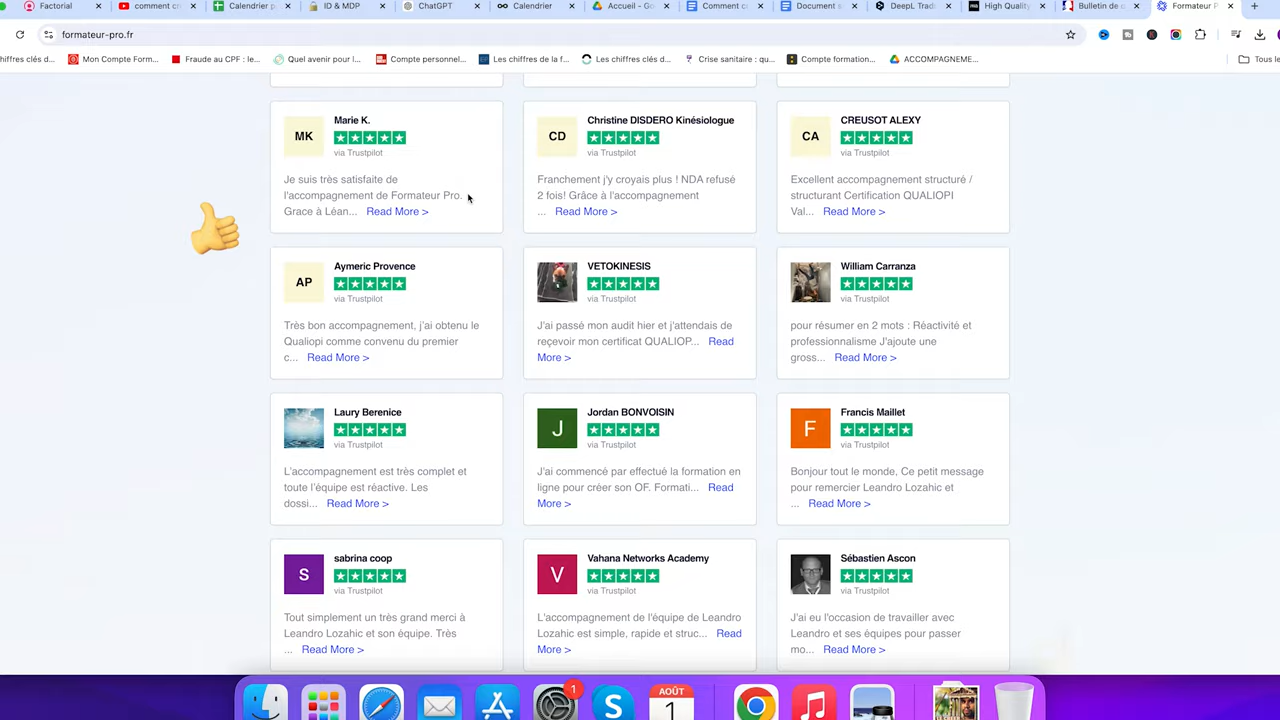 Factorial
comment cr
Calendrier p
ID & MDP
ChatGPT
Calendrier
Accueil - Go
Comment c
Document s
DeepL Trad
High Quality
Bulletin de c
Formateur P
formateur-pro.fr
hiffres clés d...
Mon Compte Form...
Fraude au CPF : le...
Quel avenir pour l...
Compte personnel...
Les chiffres de la f...
Les chiffres clés d...
Crise sanitaire : qu...
Compte formation...
ACCOMPAGNEME...
Tous le
MK
Marie K.
via Trustpilot
Je suis très satisfaite de
l'accompagnement de Formateur Pro.
Grace à Léan... Read More >
CD
Christine DISDERO Kinésiologue
via Trustpilot
Franchement j'y croyais plus ! NDA refusé
2 fois! Grâce à l'accompagnement
... Read More >
CA
CREUSOT ALEXY
via Trustpilot
Excellent accompagnement structuré /
structurant Certification QUALIOPI
Val... Read More >
AP
Aymeric Provence
via Trustpilot
Très bon accompagnement, j'ai obtenu le
Qualiopi comme convenu du premier
c... Read More >
VETOKINESIS
via Trustpilot
J'ai passé mon audit hier et j'attendais de
reçevoir mon certificat QUALIOP... Read
More >
William Carranza
via Trustpilot
pour résumer en 2 mots : Réactivité et
professionnalisme J'ajoute une
gross... Read More >
Laury Berenice
via Trustpilot
L'accompagnement est très complet et
toute l'équipe est réactive. Les
dossi... Read More >
J
Jordan BONVOISIN
via Trustpilot
J'ai commencé par effectué la formation en
ligne pour créer son OF. Formati... Read
More >
F
Francis Maillet
via Trustpilot
Bonjour tout le monde, Ce petit message
pour remercier Leandro Lozahic et
... Read More >
S
sabrina coop
via Trustpilot
Tout simplement un très grand merci à
Leandro Lozahic et son èquipe. Très
... Read More >
V
Vahana Networks Academy
via Trustpilot
L'accompagnement de l'équipe de Leandro
Lozahic est simple, rapide et struc... Read
More >
Sébastien Ascon
via Trustpilot
J'ai eu l'occasion de travailler avec
Leandro et ses équipes pour passer
mo... Read More >
1
AOÛT
1